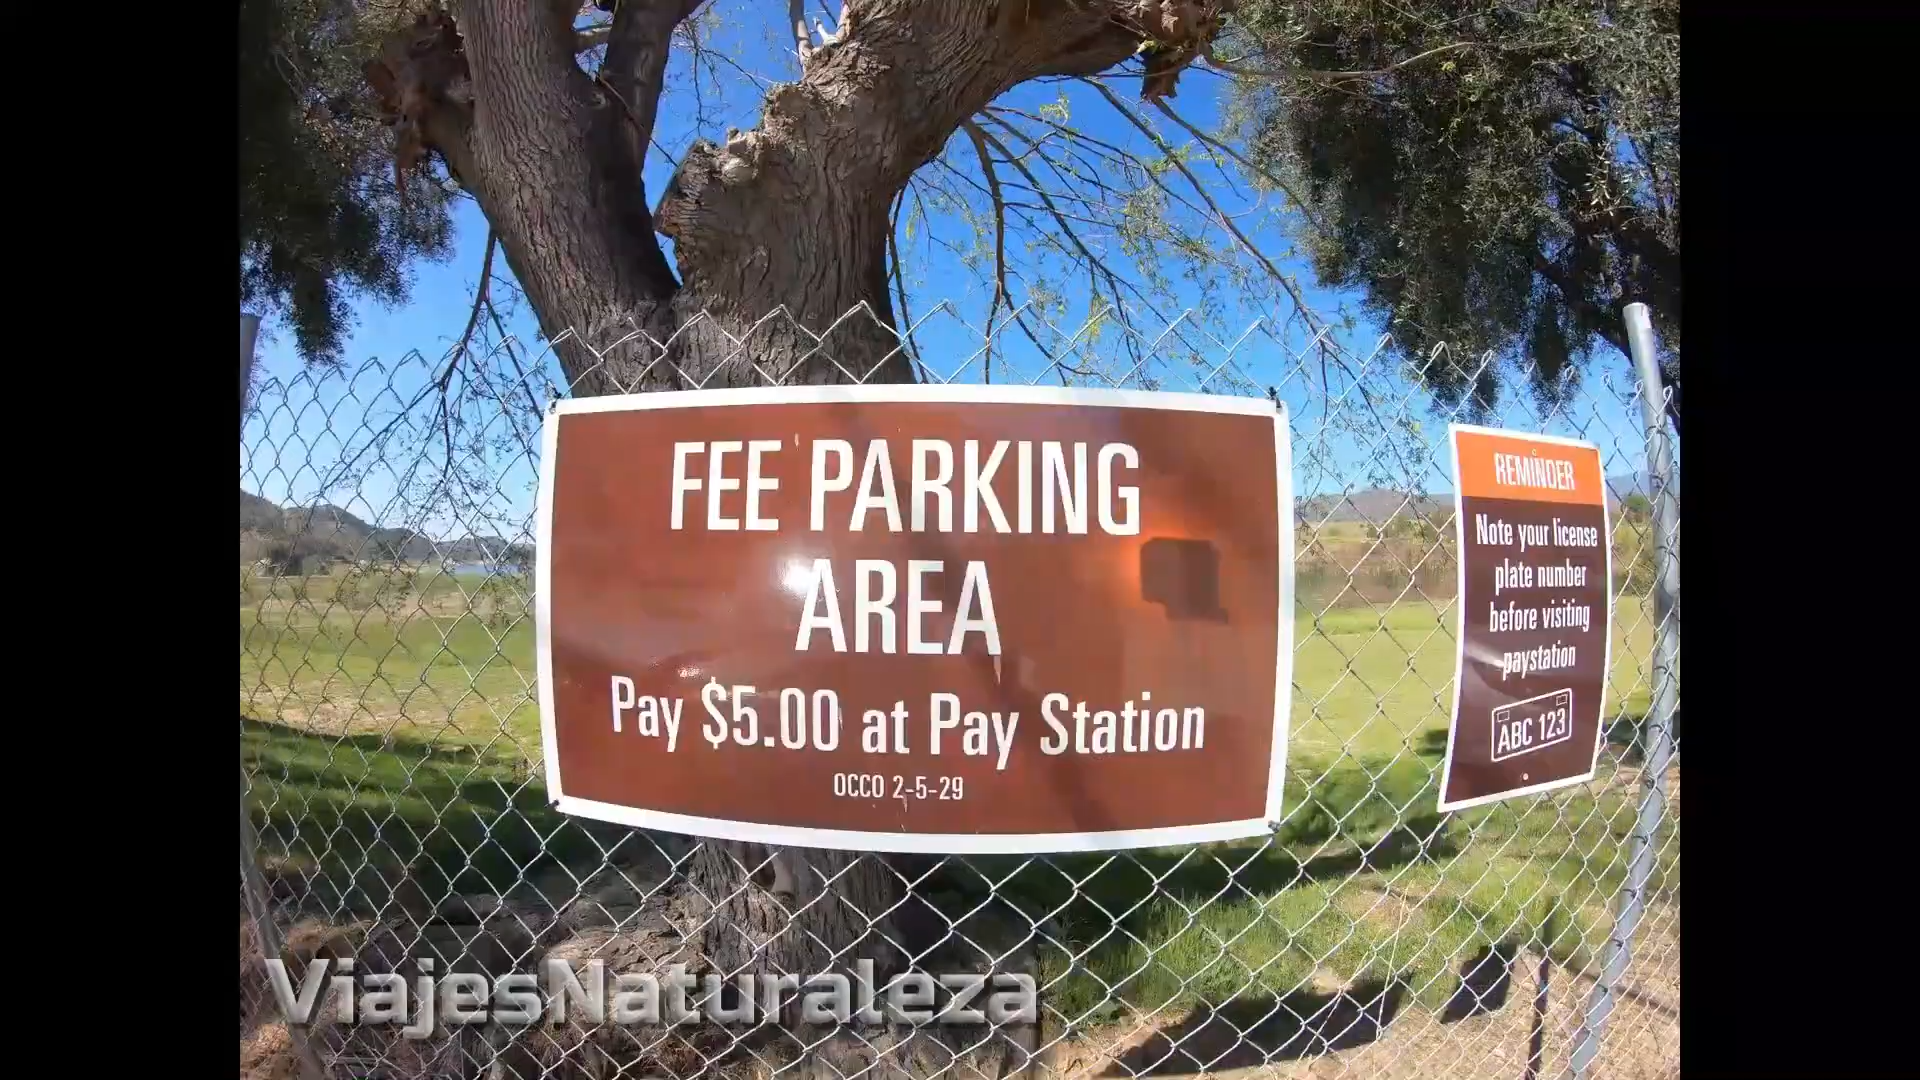 FEE PARKING
AREA
Pay $5.00 at Pay Station
OCCO 2-5-29
REMINDER
Note your license
plate number
before visiting
paystation
ABC 123
ViajesNaturaleza